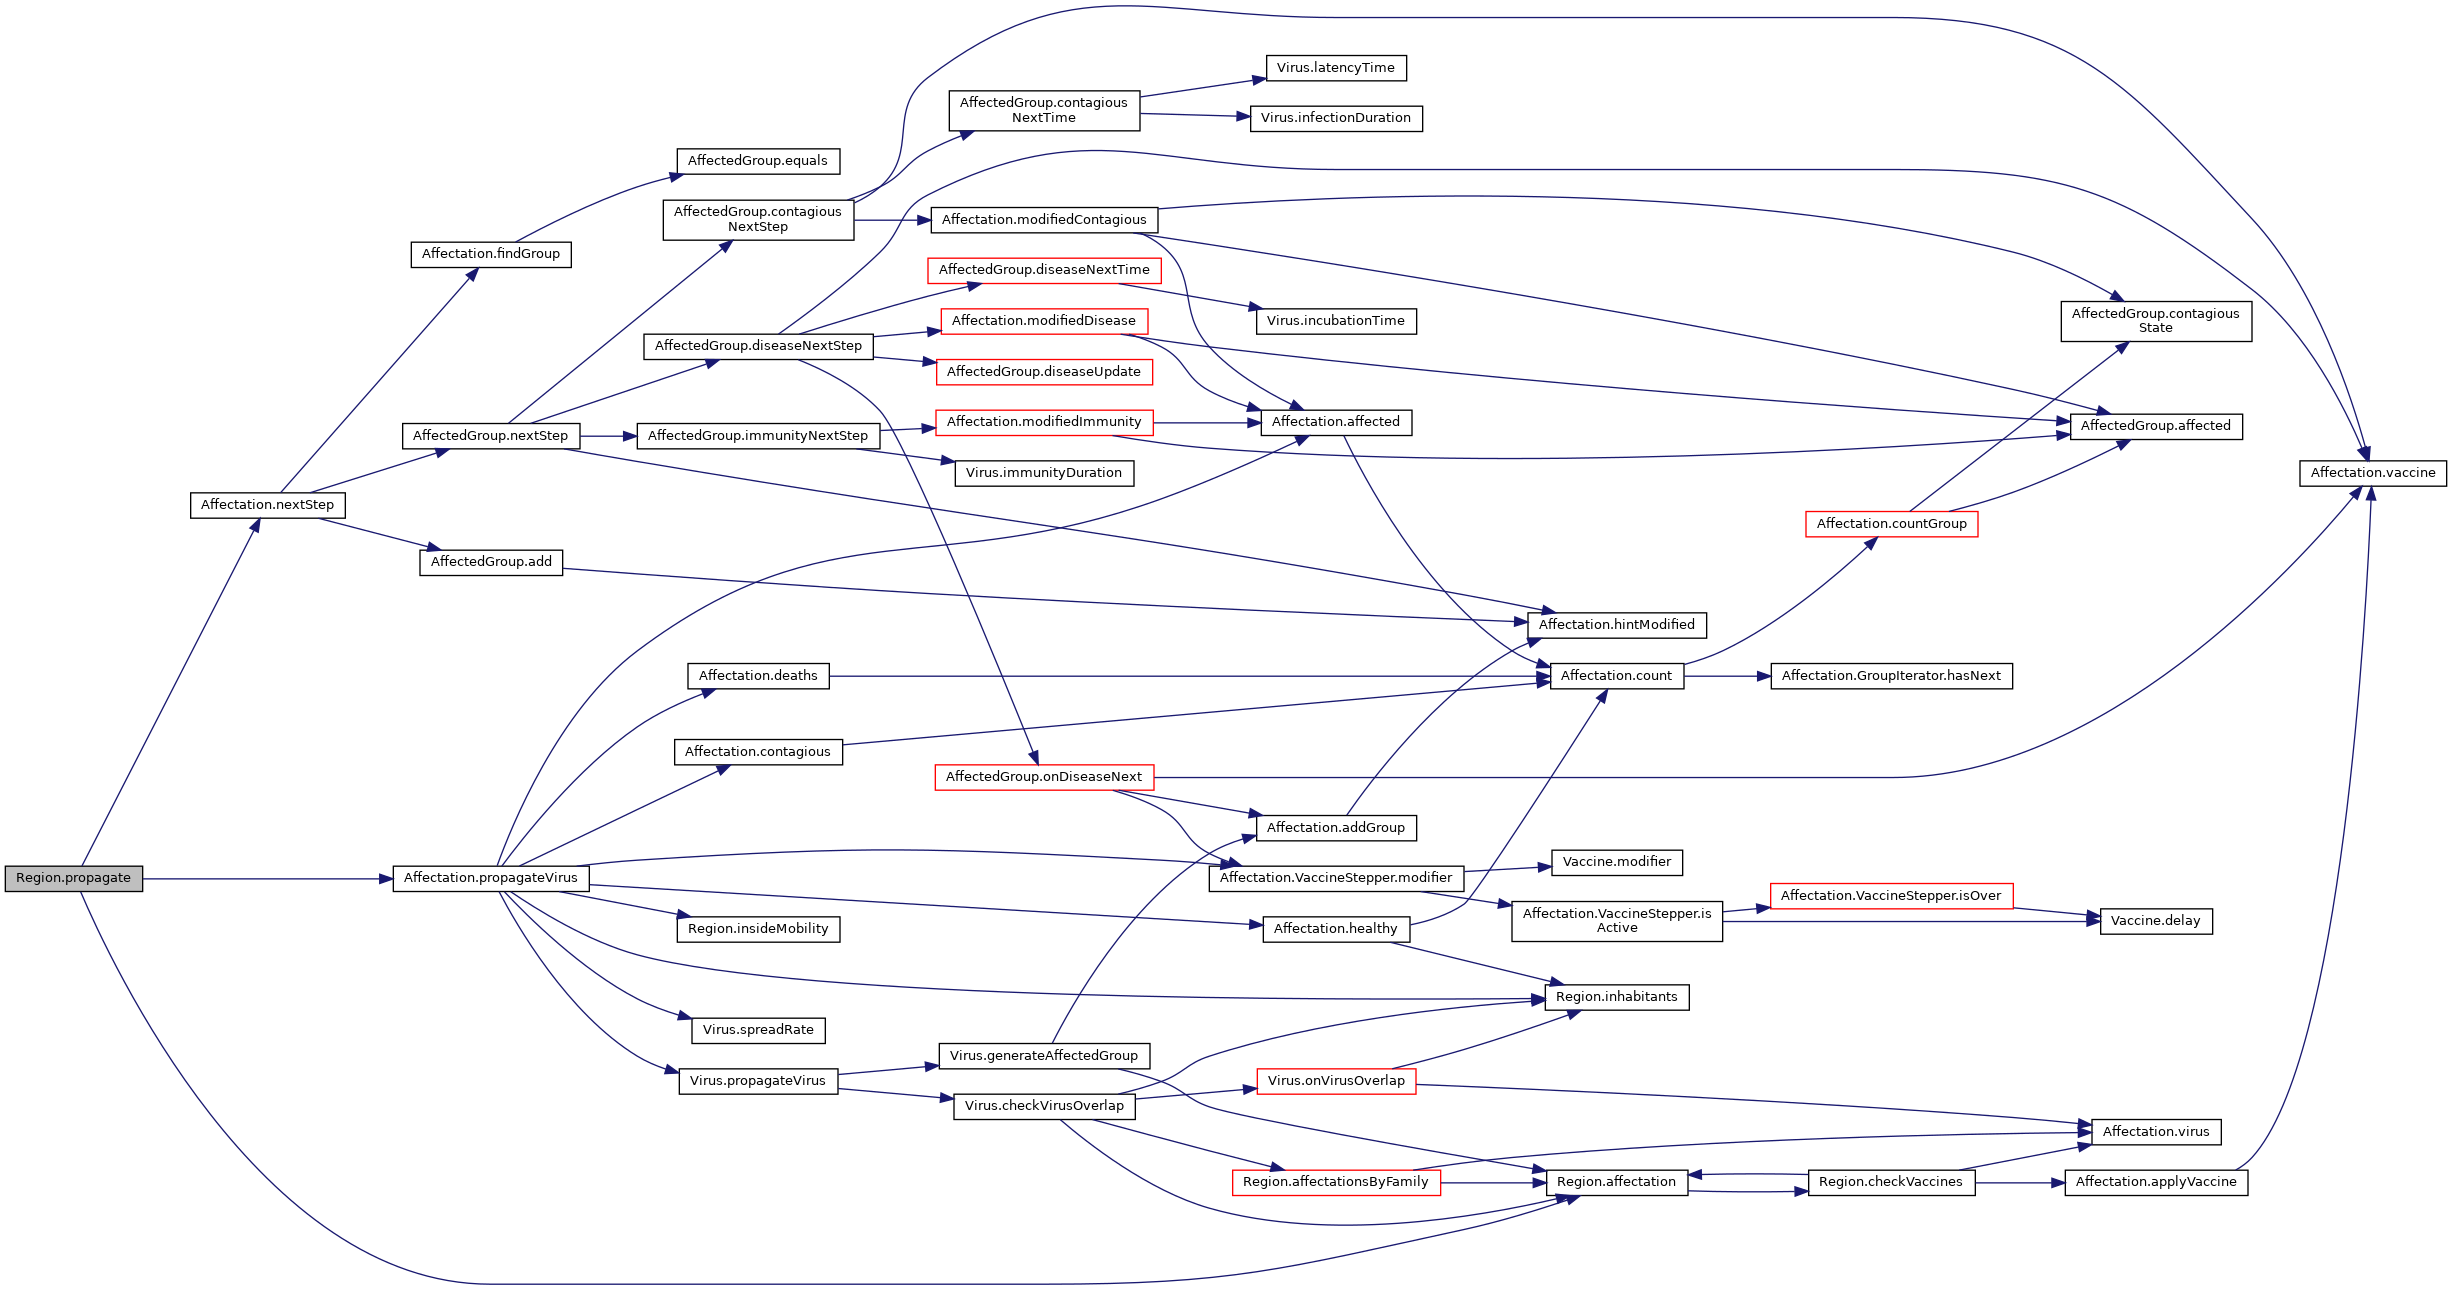 Virus.latencyTime
AffectedGroup.contagious
NextTime
Virus.infectionDuration
AffectedGroup.equals
AffectedGroup.contagious
NextStep
Affectation.modifiedContagious
Affectation.findGroup
AffectedGroup.diseaseNextTime
AffectedGroup.contagious
State
Affectation.modifiedDisease
Virus.incubationTime
AffectedGroup.diseaseNextStep
AffectedGroup.diseaseUpdate
Affectation.modifiedImmunity
Affectation.affected
AffectedGroup.affected
AffectedGroup.nextStep
AffectedGroup.immunityNextStep
Virus.immunityDuration
Affectation.vaccine
Affectation.nextStep
Affectation.countGroup
AffectedGroup.add
Affectation.hintModified
Affectation.deaths
Affectation.count
Affectation.GroupIterator.hasNext
Affectation.contagious
AffectedGroup.onDiseaseNext
Affectation.addGroup
Vaccine.modifier
Region.propagate
Affectation.propagateVirus
Affectation.VaccineStepper.modifier
Affectation.VaccineStepper.isOver
Affectation.VaccineStepper.is
Active
Vaccine.delay
Region.insideMobility
Affectation.healthy
Region.inhabitants
Virus.spreadRate
Virus.generateAffectedGroup
Virus.propagateVirus
Virus.onVirusOverlap
Virus.checkVirusOverlap
Affectation.virus
Region.affectationsByFamily
Region.affectation
Region.checkVaccines
Affectation.applyVaccine